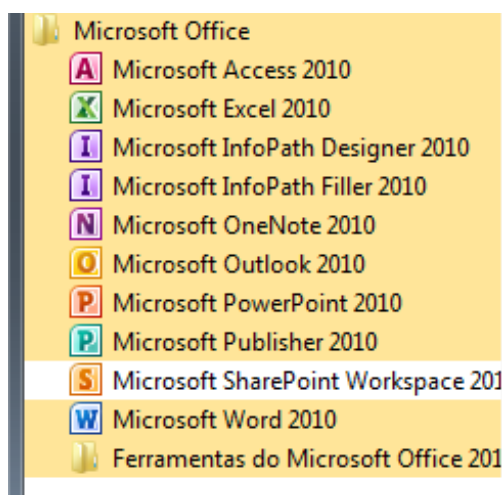 Microsoft Office
Microsoft Access 2010
Microsoft Excel 2010
Microsoft InfoPath Designer 2010
Microsoft InfoPath Filler 2010
Microsoft OneNote 2010
Microsoft Outlook 2010
Microsoft PowerPoint 2010
Microsoft Publisher 2010
Microsoft SharePoint Workspace 201
Microsoft Word 2010
Ferramentas do Microsoft Office 201